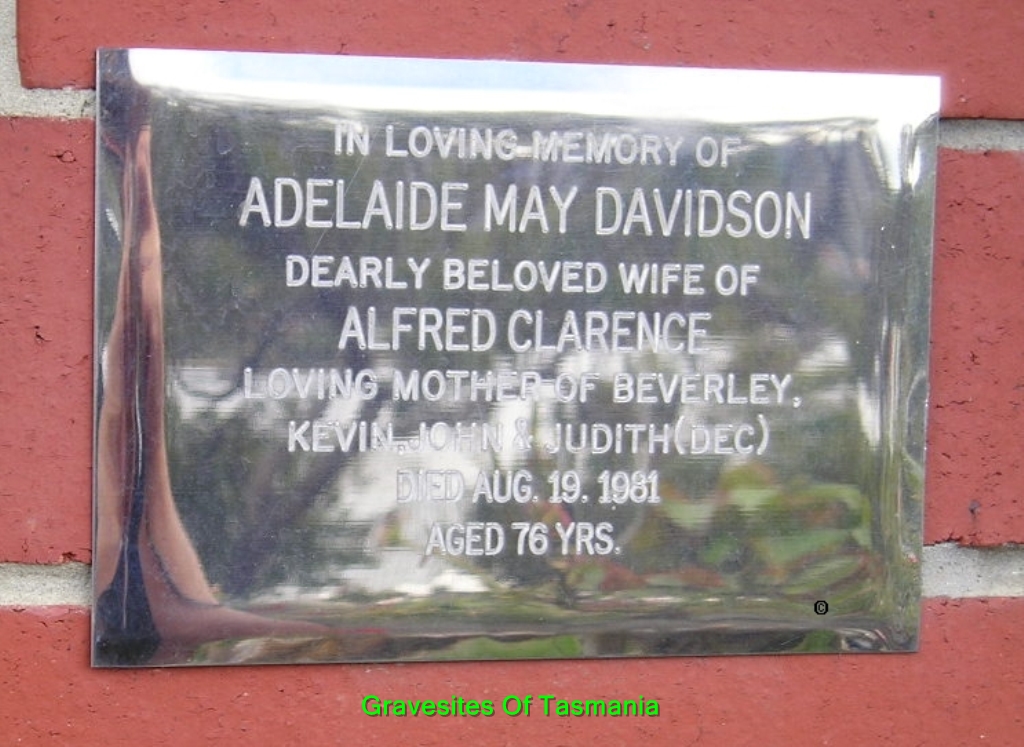 IN LOVING MEMORY OF
ADELAIDE MAY DAVIDSON
DEARLY BELOVED WIFE OF
ALFRED CLARENCE
LOVING MOTHER OF BEVERLEY,
KEVIN, JOHN & JUDITH (DEC)
DIED AUG. 19. 1981
AGED 76 YRS.
©
Gravesites Of Tasmania